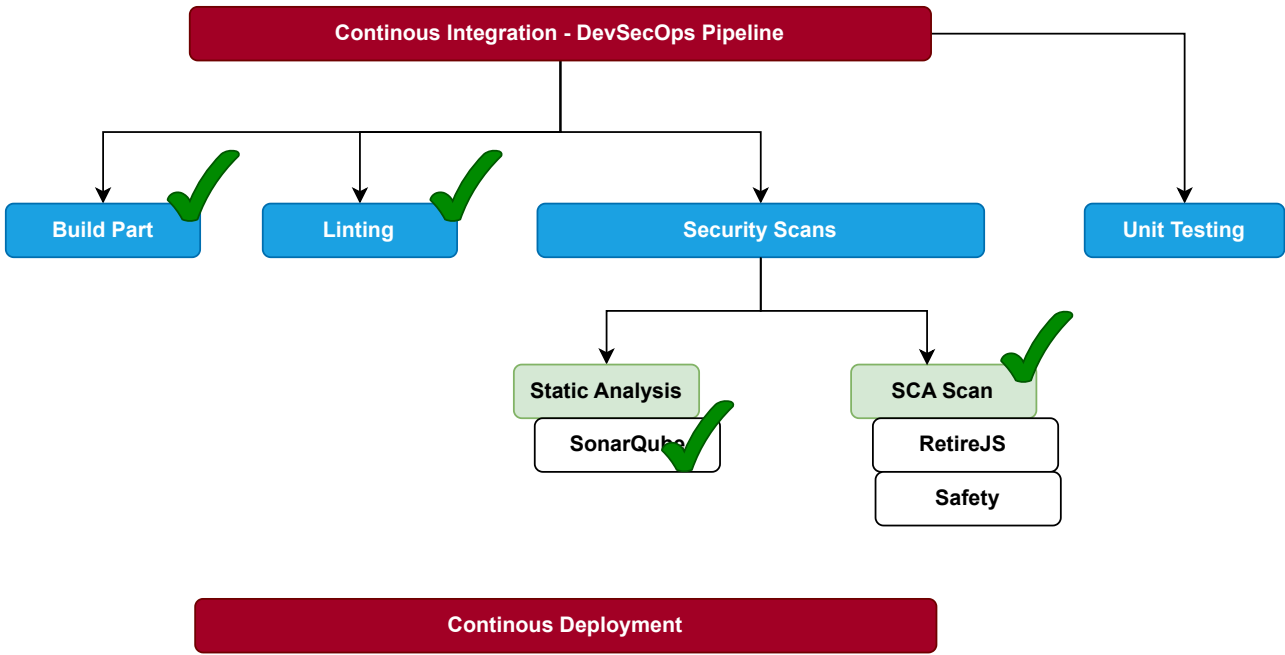 Continous Integration - DevSecOps Pipeline
Build Part
Linting
Security Scans
Unit Testing
Static Analysis
SCA Scan
SonarQube
RetireJS
Safety
Continous Deployment